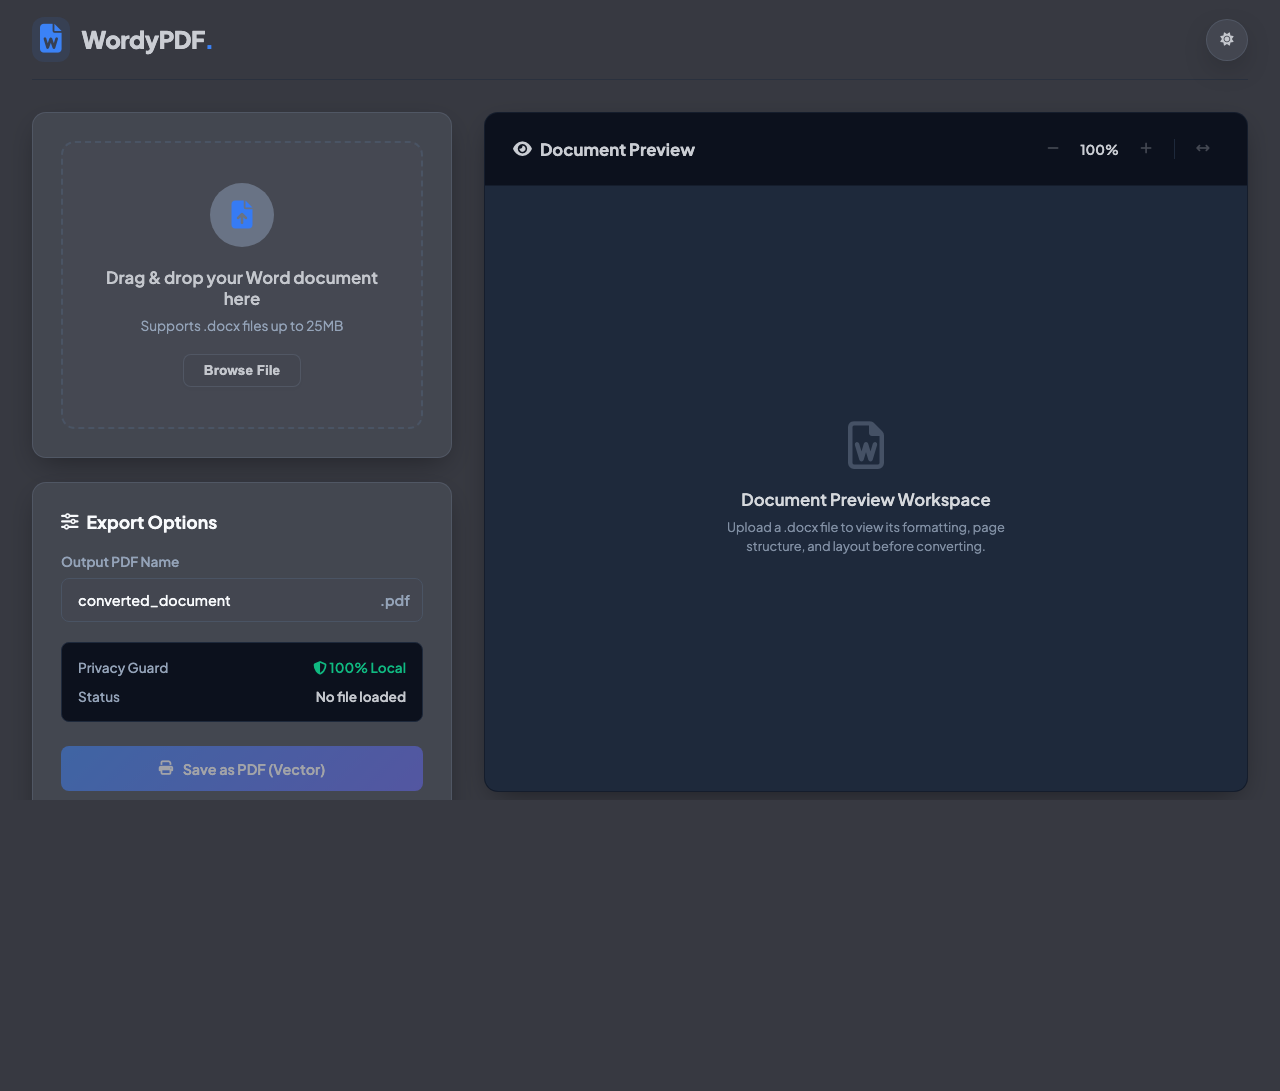 WordyPDF.
Drag & drop your Word document
here
Supports .docx files up to 25MB
Browse File
Export Options
Output PDF Name
converted_document .pdf
Privacy Guard 100% Local
Status No file loaded
Save as PDF (Vector)
Document Preview 100%
Document Preview Workspace
Upload a .docx file to view its formatting, page
structure, and layout before converting.